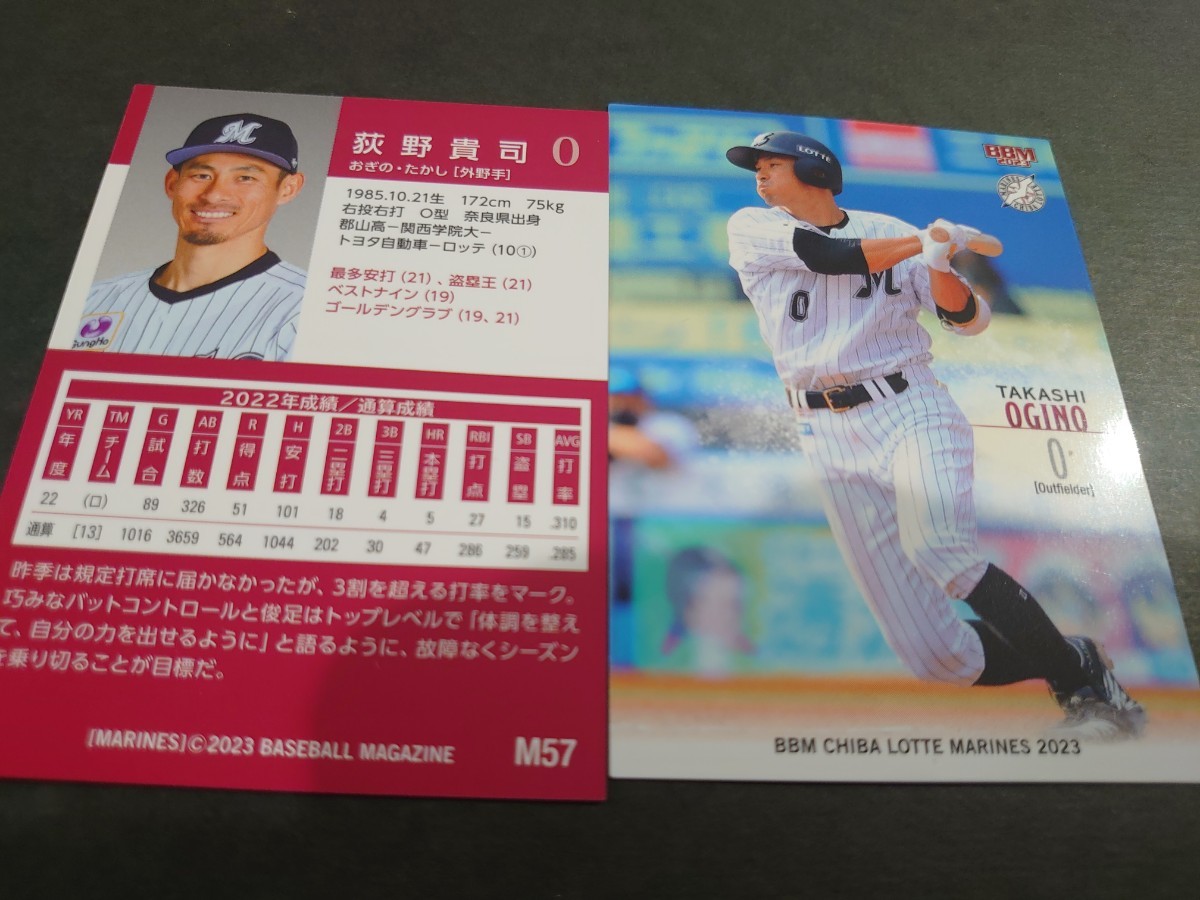 M
荻野貴司 0
おぎの・たかし[外野手]
1985.10.21生 172cm 75kg
右投右打 O型 奈良県出身
郡山高ー関西学院大ー
トヨタ自動車ーロッテ(10①)
最多安打(21)、盗塁王(21)
ベストナイン(19)
ゴールデングラブ(19、21)
GungHo
2022年成績/通算成績
YR TM G AB R H 2B 3B HR RBI SB AVG
年度 チーム 試合 打数 得点 安打 二塁打 三塁打 本塁打 打点 盗塁 打率
22 (ロ) 89 326 51 101 18 4 5 27 15 .310
通算 [13] 1016 3659 564 1044 202 30 47 286 259 .285
昨季は規定打席に届かなかったが、3割を超える打率をマーク。
巧みなバットコントロールと俊足はトップレベルで「体調を整え
て、自分の力を出せるように」と語るように、故障なくシーズン
を乗り切ることが目標だ。
[MARINES]©2023 BASEBALL MAGAZINE M57
LOTTE
BBM
2023
M
0
TAKASHI
OGINO
0
[Outfielder]
BBM CHIBA LOTTE MARINES 2023